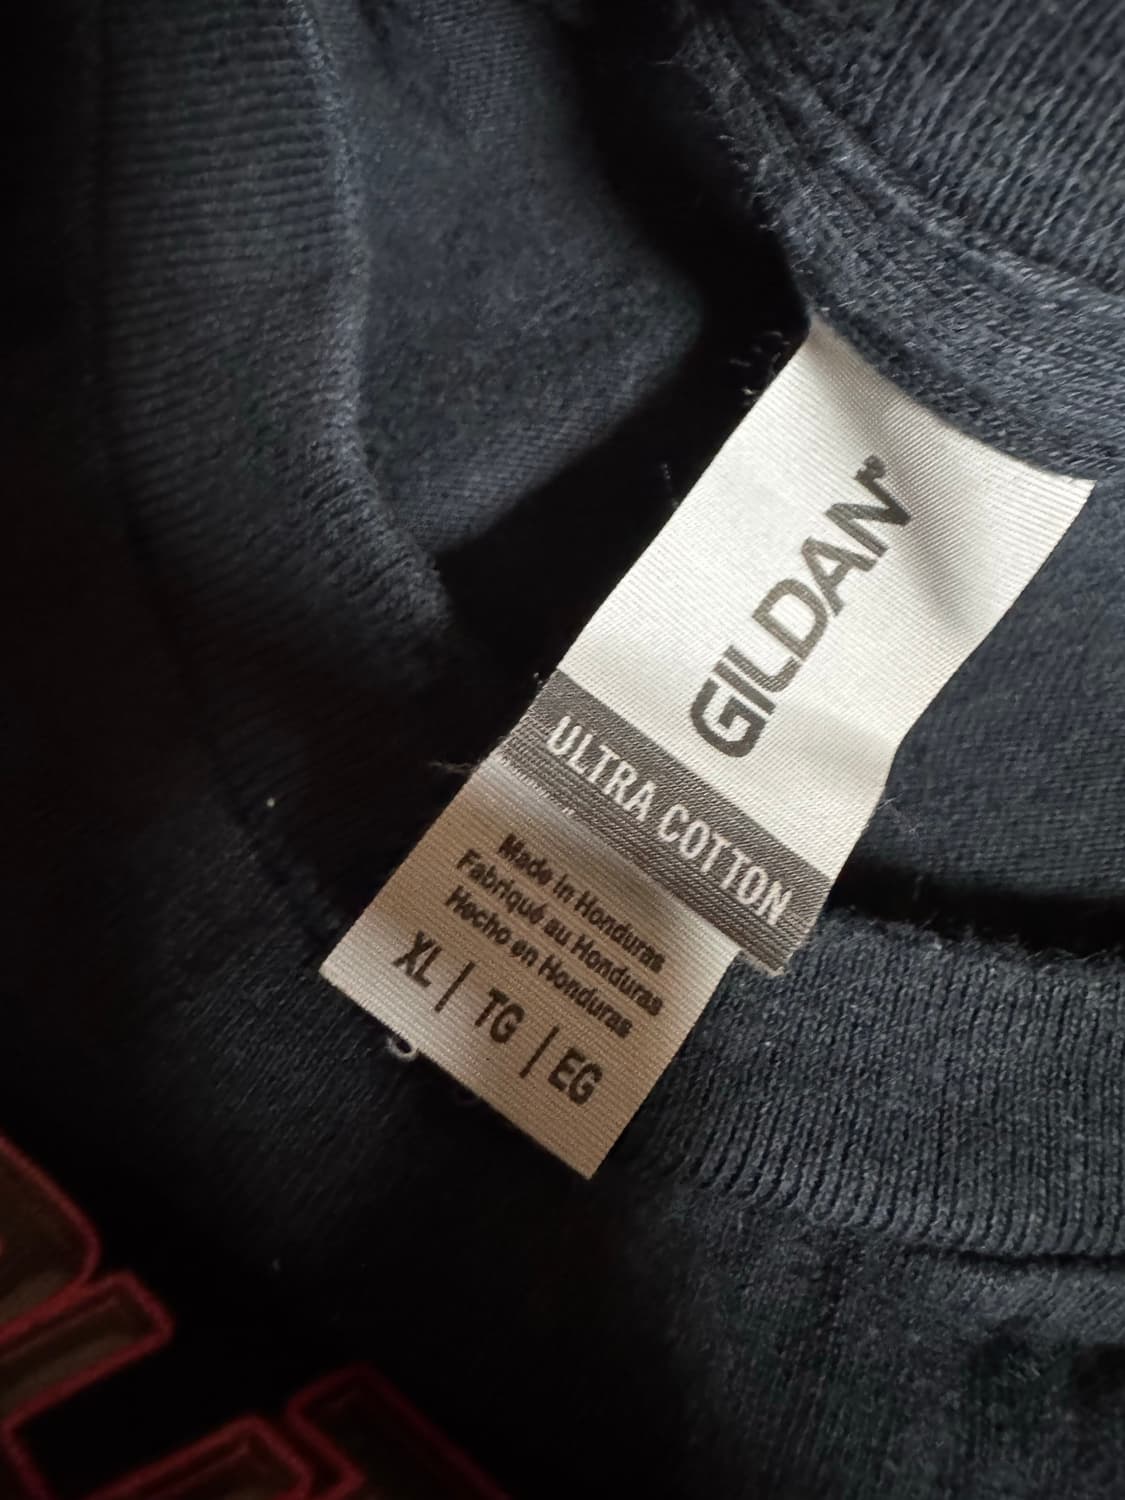 GILDAN®
ULTRA COTTON
Made in Honduras
Fabriqué au Honduras
Hecho en Honduras
XL | TG | EG